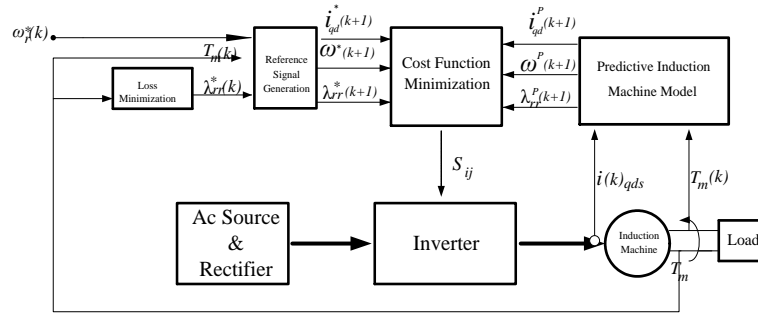 ω*r(k)
Tm(k)
Loss
Minimization
λ*rr(k)
Reference
Signal
Generation
i*qd(k+1)
ω*(k+1)
λ*rr(k+1)
Cost Function
Minimization
iPqd(k+1)
ωP(k+1)
λPrr(k+1)
Predictive Induction
Machine Model
Sij
i(k)qds
Tm(k)
Ac Source
&
Rectifier
Inverter
Induction
Machine
Load
Tm